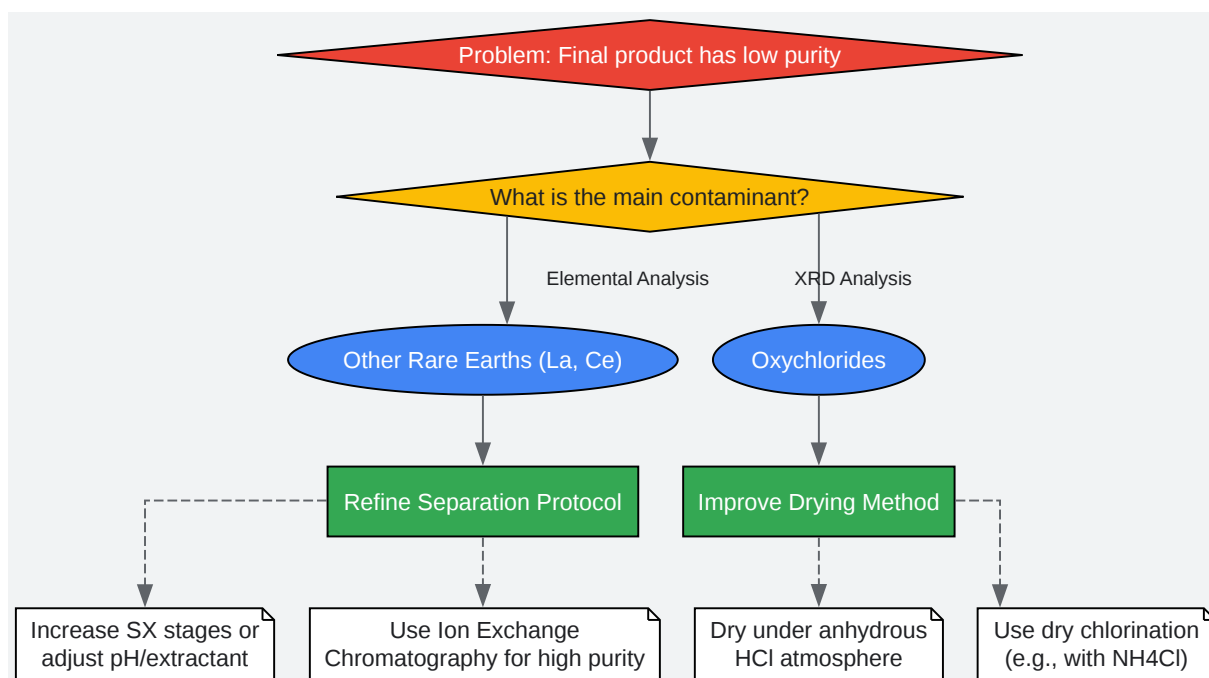 Problem: Final product has low purity
What is the main contaminant?
Elemental Analysis
XRD Analysis
Other Rare Earths (La, Ce)
Oxychlorides
Refine Separation Protocol
Improve Drying Method
Increase SX stages or
adjust pH/extractant
Use Ion Exchange
Chromatography for high purity
Dry under anhydrous
HCl atmosphere
Use dry chlorination
(e.g., with NH4Cl)